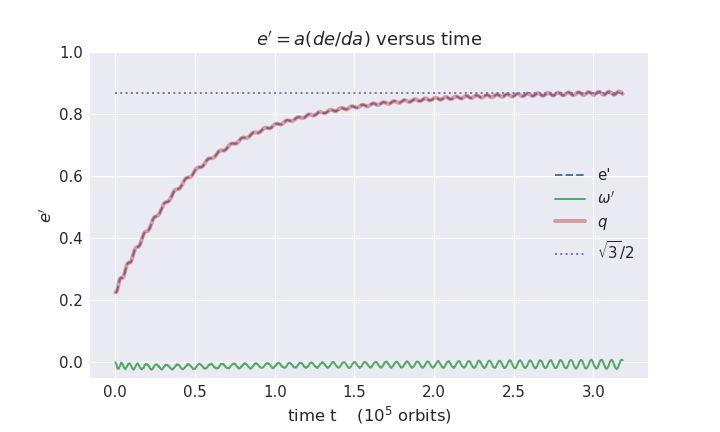 e′ = a(de/da) versus time
1.0
0.8
0.6
0.4
0.2
0.0
e′
e'
ω′
q
√3/2
0.0 0.5 1.0 1.5 2.0 2.5 3.0
time t (10⁵ orbits)